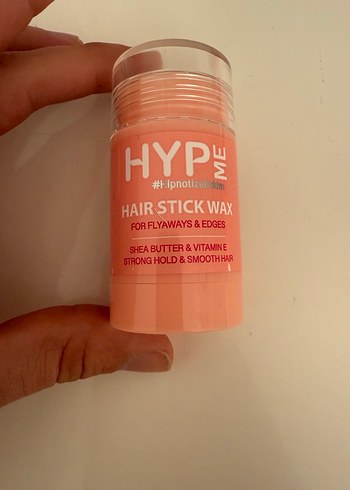 HYP ME
HAIR STICK WAX
FOR FLYAWAYS & EDGES
SHEA BUTTER & VITAMIN E
STRONG HOLD & SMOOTH HAIR